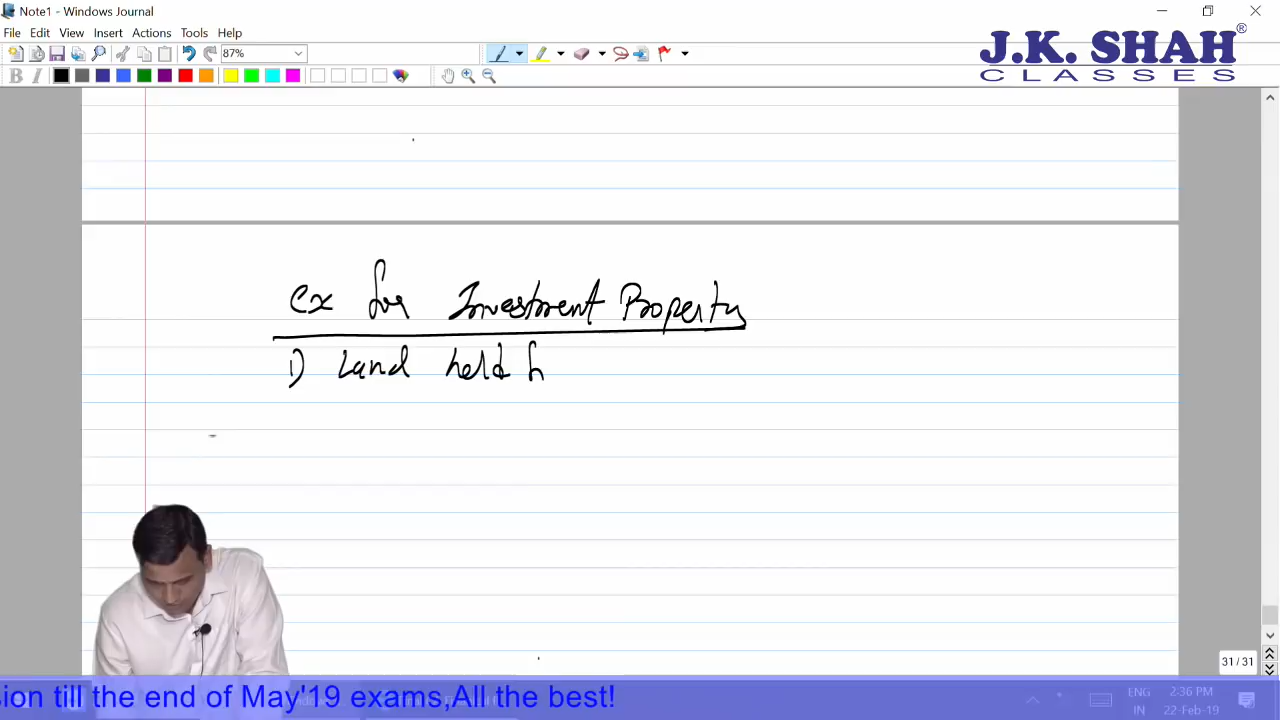 Note1 - Windows Journal
File Edit View Insert Actions Tools Help
87%
B I
J.K. SHAH®
CLASSES
ex for Investment Property
1) Land held f
31 / 31
sion till the end of May'19 exams,All the best!
ENG
IN
2:36 PM
22-Feb-19